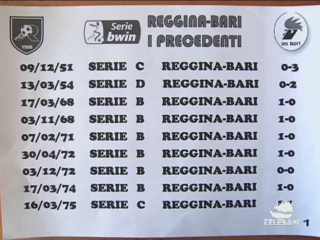 REGGINA-BARI
I PRECEDENTI
Serie
bwin
as bari
09/12/51 SERIE C REGGINA-BARI 0-3
13/03/54 SERIE D REGGINA-BARI 0-2
17/03/68 SERIE B REGGINA-BARI 1-0
03/11/68 SERIE B REGGINA-BARI 1-0
07/02/71 SERIE B REGGINA-BARI 1-0
30/04/72 SERIE B REGGINA-BARI 1-0
03/12/72 SERIE B REGGINA-BARI 0-0
17/03/74 SERIE B REGGINA-BARI 1-0
16/03/75 SERIE C REGGINA-BARI
TELEBARI
1